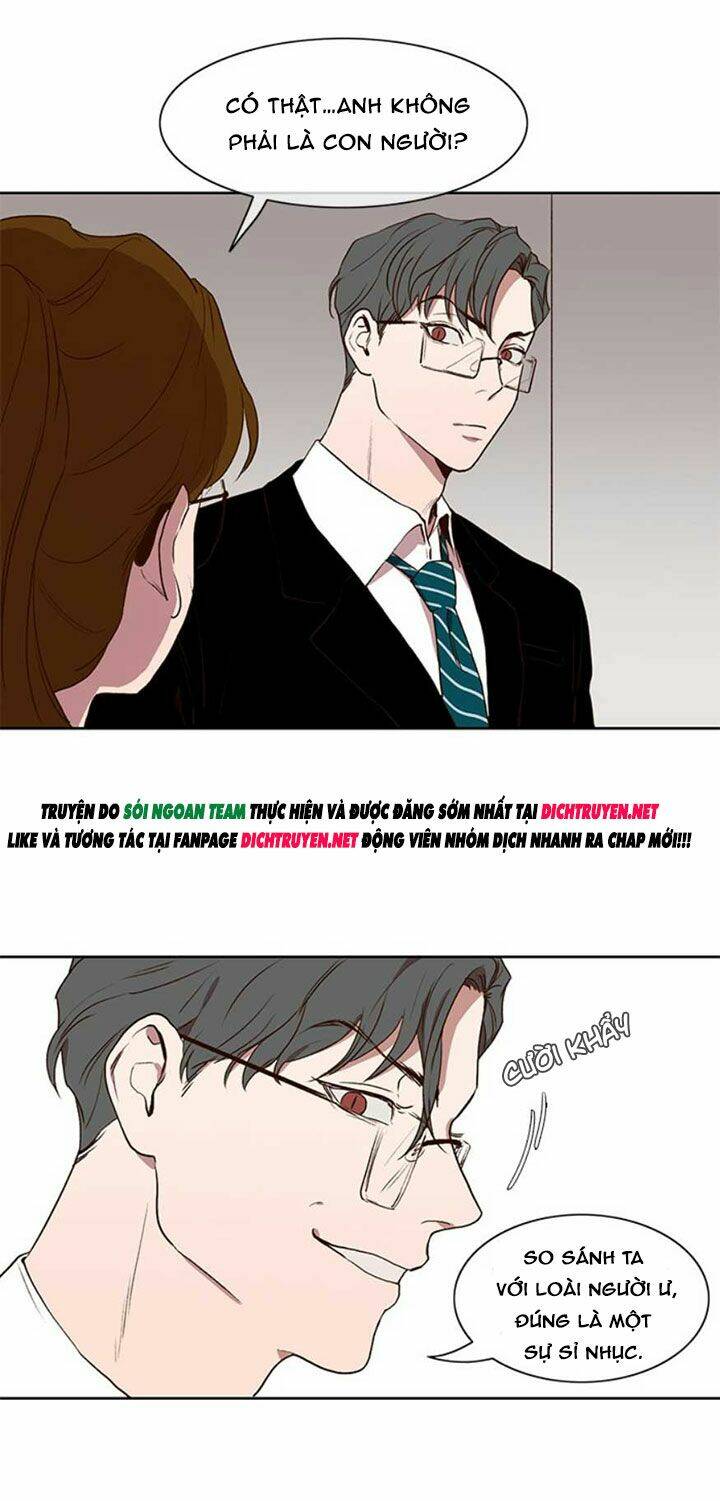 CÓ THẬT...ANH KHÔNG
PHẢI LÀ CON NGƯỜI?
TRUYỆN DO SÓI NGOAN TEAM THỰC HIỆN VÀ ĐƯỢC ĐĂNG SỚM NHẤT TẠI DICHTRUYEN.NET
LIKE VÀ TƯƠNG TÁC TẠI FANPAGE DICHTRUYEN.NET ĐỘNG VIÊN NHÓM DỊCH NHANH RA CHAP MỚI!!!
CƯỜI KHẨY
SO SÁNH TA
VỚI LOÀI NGƯỜI Ư,
ĐÚNG LÀ MỘT
SỰ SỈ NHỤC.